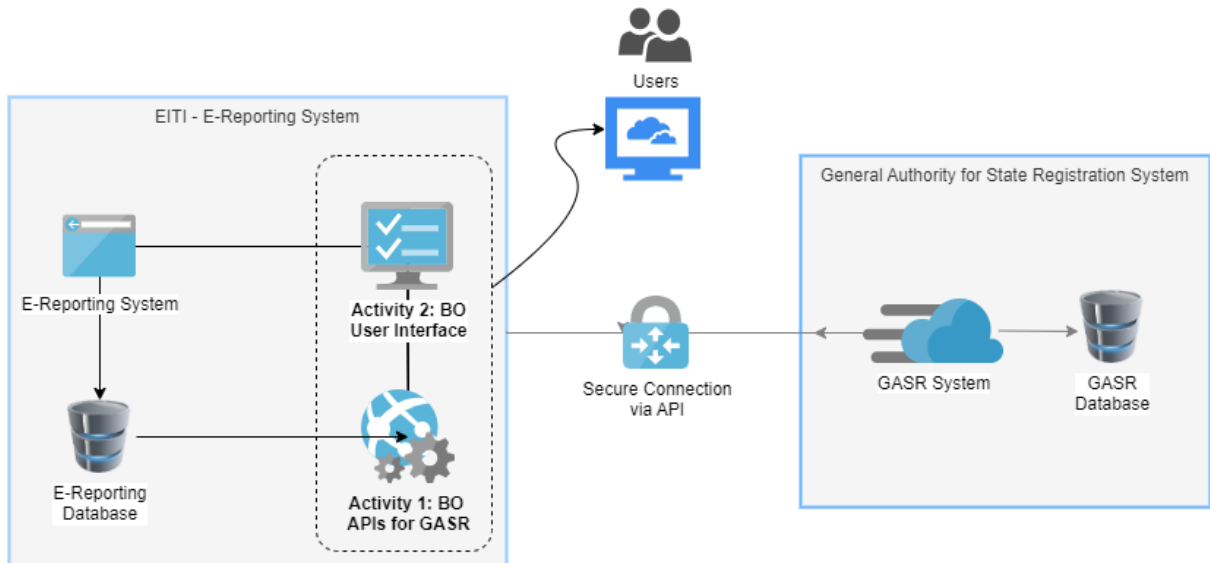 Users
EITI - E-Reporting System
General Authority for State Registration System
E-Reporting System
Activity 2: BO
User Interface
Secure Connection
via API
GASR System
GASR
Database
E-Reporting
Database
Activity 1: BO
APIs for GASR